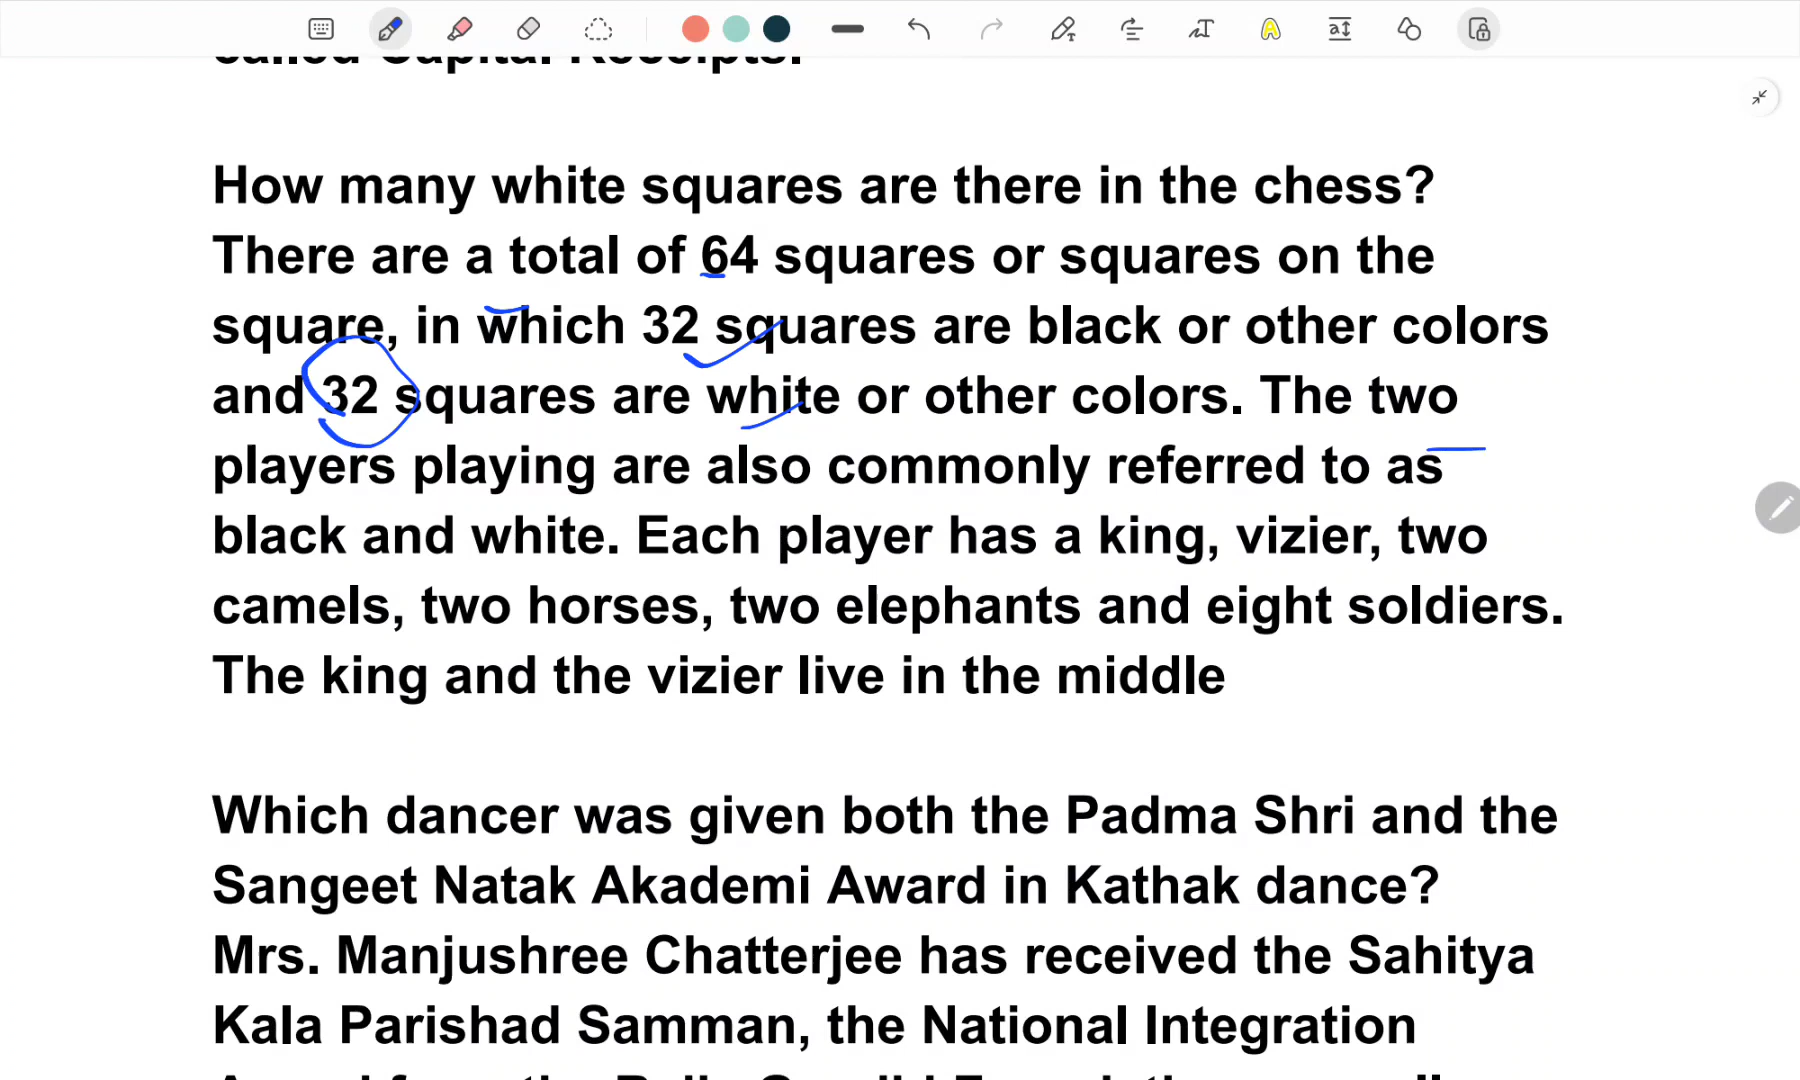 called Capital Receipts.
How many white squares are there in the chess?
There are a total of 64 squares or squares on the
square, in which 32 squares are black or other colors
and 32 squares are white or other colors. The two
players playing are also commonly referred to as
black and white. Each player has a king, vizier, two
camels, two horses, two elephants and eight soldiers.
The king and the vizier live in the middle
Which dancer was given both the Padma Shri and the
Sangeet Natak Akademi Award in Kathak dance?
Mrs. Manjushree Chatterjee has received the Sahitya
Kala Parishad Samman, the National Integration